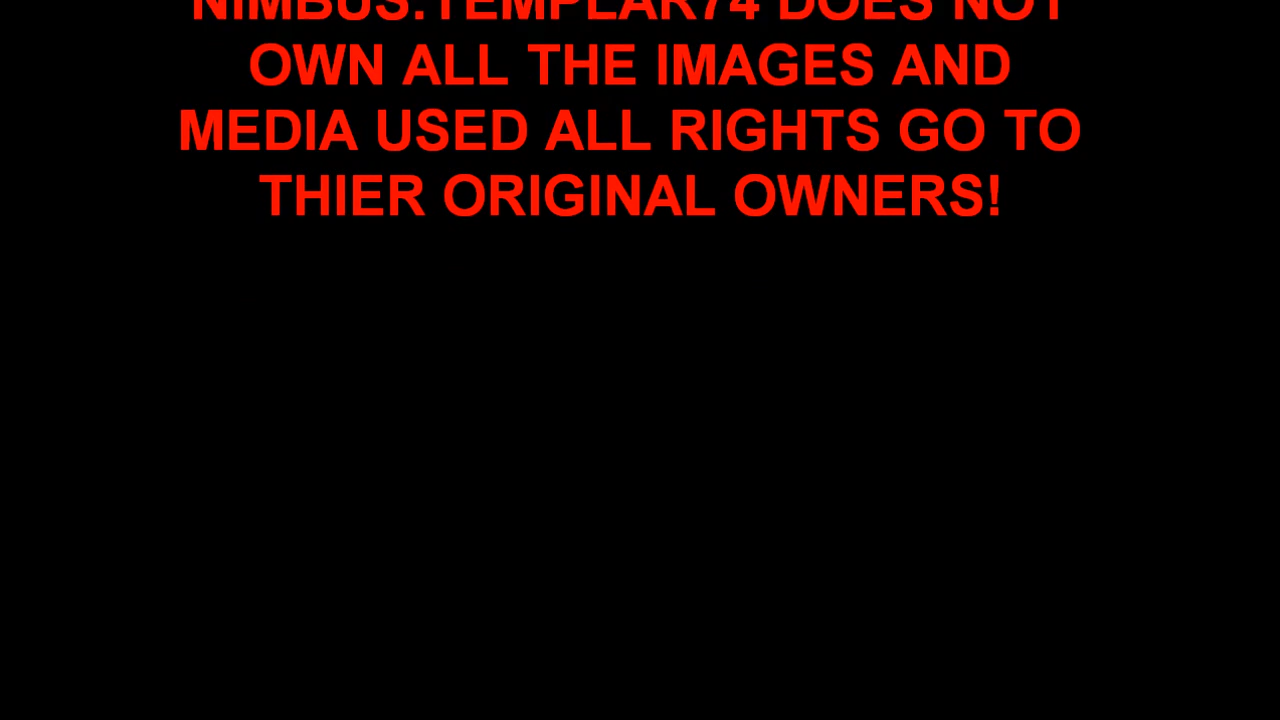 NIMBUS.TEMPLAR74 DOES NOT
OWN ALL THE IMAGES AND
MEDIA USED ALL RIGHTS GO TO
THIER ORIGINAL OWNERS!